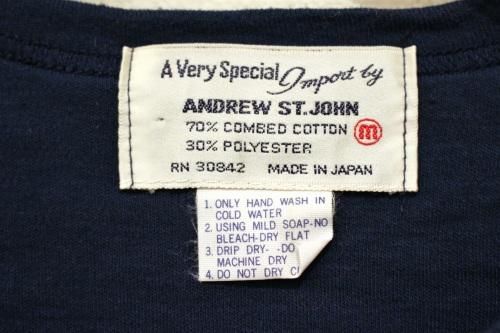 A Very Special Import by
ANDREW ST. JOHN
70% COMBED COTTON m
30% POLYESTER
RN 30842 MADE IN JAPAN
1. ONLY HAND WASH IN
COLD WATER
2. USING MILD SOAP-NO
BLEACH-DRY FLAT
3. DRIP DRY- -DO
MACHINE DRY
4. DO NOT DRY